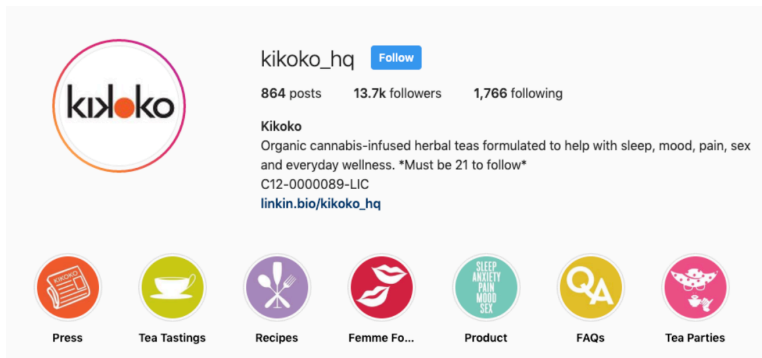 kikoko
kikoko_hq Follow
864 posts 13.7k followers 1,766 following
Kikoko
Organic cannabis-infused herbal teas formulated to help with sleep, mood, pain, sex
and everyday wellness. *Must be 21 to follow*
C12-0000089-LIC
linkin.bio/kikoko_hq
KIKOKO
SLEEP
ANXIETY
PAIN
MOOD
SEX
QA
Press Tea Tastings Recipes Femme Fo... Product FAQs Tea Parties